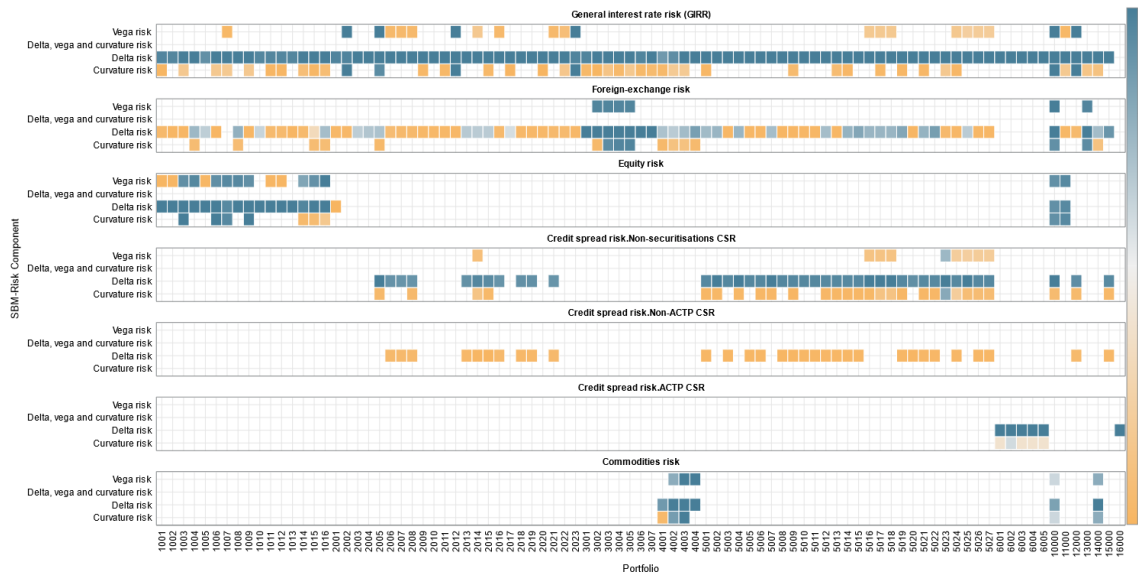 General interest rate risk (GIRR)
Vega risk
Delta, vega and curvature risk
Delta risk
Curvature risk
Foreign-exchange risk
Vega risk
Delta, vega and curvature risk
Delta risk
Curvature risk
Equity risk
Vega risk
Delta, vega and curvature risk
Delta risk
Curvature risk
Credit spread risk.Non-securitisations CSR
Vega risk
Delta, vega and curvature risk
Delta risk
Curvature risk
Credit spread risk.Non-ACTP CSR
Vega risk
Delta, vega and curvature risk
Delta risk
Curvature risk
Credit spread risk.ACTP CSR
Vega risk
Delta, vega and curvature risk
Delta risk
Curvature risk
Commodities risk
Vega risk
Delta, vega and curvature risk
Delta risk
Curvature risk
SBM-Risk Component
1001 1002 1003 1004 1005 1006 1007 1008 1009 1010 1011 1012 1013 1014 1015 1016 2001 2002 2003 2004 2005 2006 2007 2008 2009 2010 2011 2012 2013 2014 2015 2016 2017 2018 2019 2020 2021 2022 2023 3001 3002 3003 3004 3005 3006 3007 4001 4002 4003 4004 5001 5002 5003 5004 5005 5006 5007 5008 5009 5010 5011 5012 5013 5014 5015 5016 5017 5018 5019 5020 5021 5022 5023 5024 5025 5026 5027 6001 6002 6003 6004 6005 10000 11000 12000 13000 14000 15000 16000
Portfolio